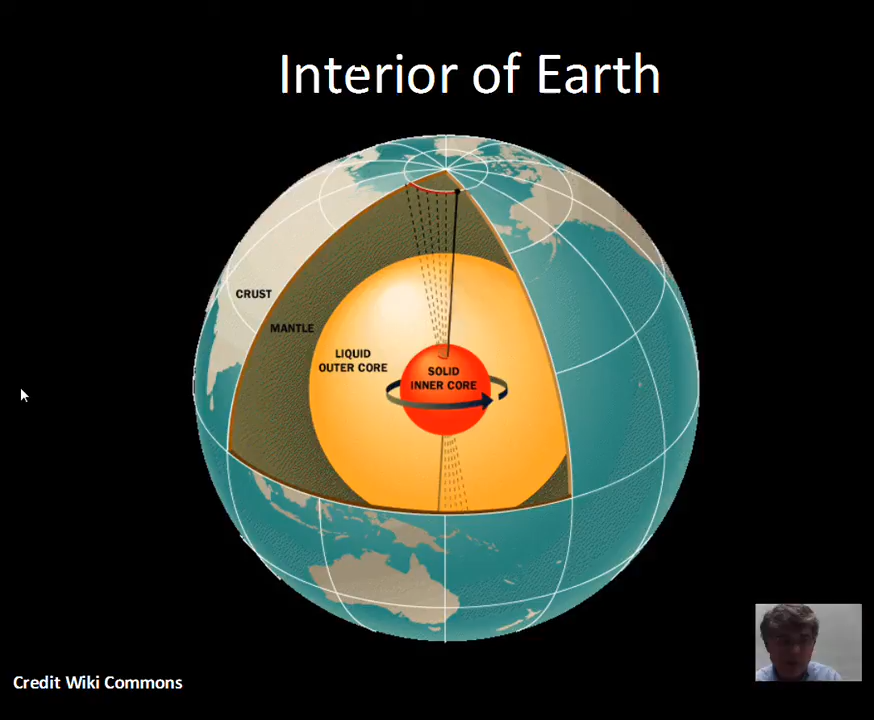 Interior of Earth
CRUST
MANTLE
LIQUID
OUTER CORE
SOLID
INNER CORE
Credit Wiki Commons